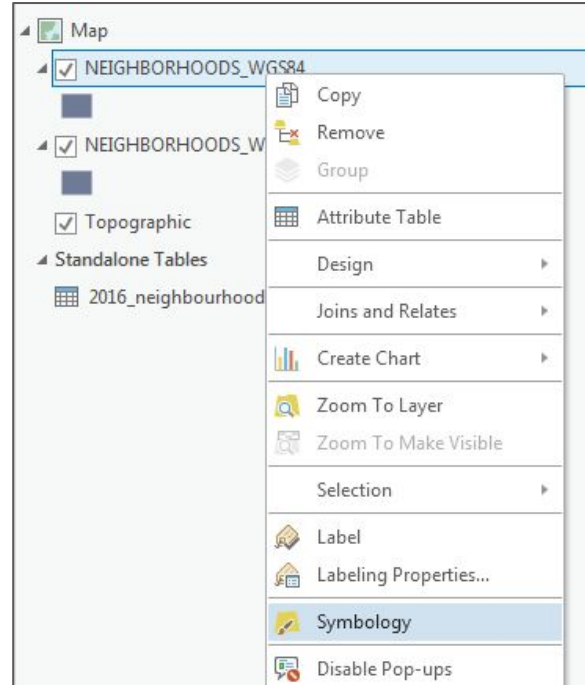 Map
NEIGHBORHOODS_WGS84
NEIGHBORHOODS_W
Topographic
Standalone Tables
2016_neighbourhood
Copy
Remove
Group
Attribute Table
Design
Joins and Relates
Create Chart
Zoom To Layer
Zoom To Make Visible
Selection
Label
Labeling Properties...
Symbology
Disable Pop-ups